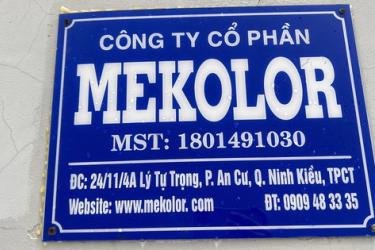 CÔNG TY CỔ PHẦN
MEKOLOR
MST: 1801491030
ĐC: 24/11/4A Lý Tự Trọng, P. An Cư, Q. Ninh Kiều, TPCT
Website: www.mekolor. com ĐT: 0909 48 33 35